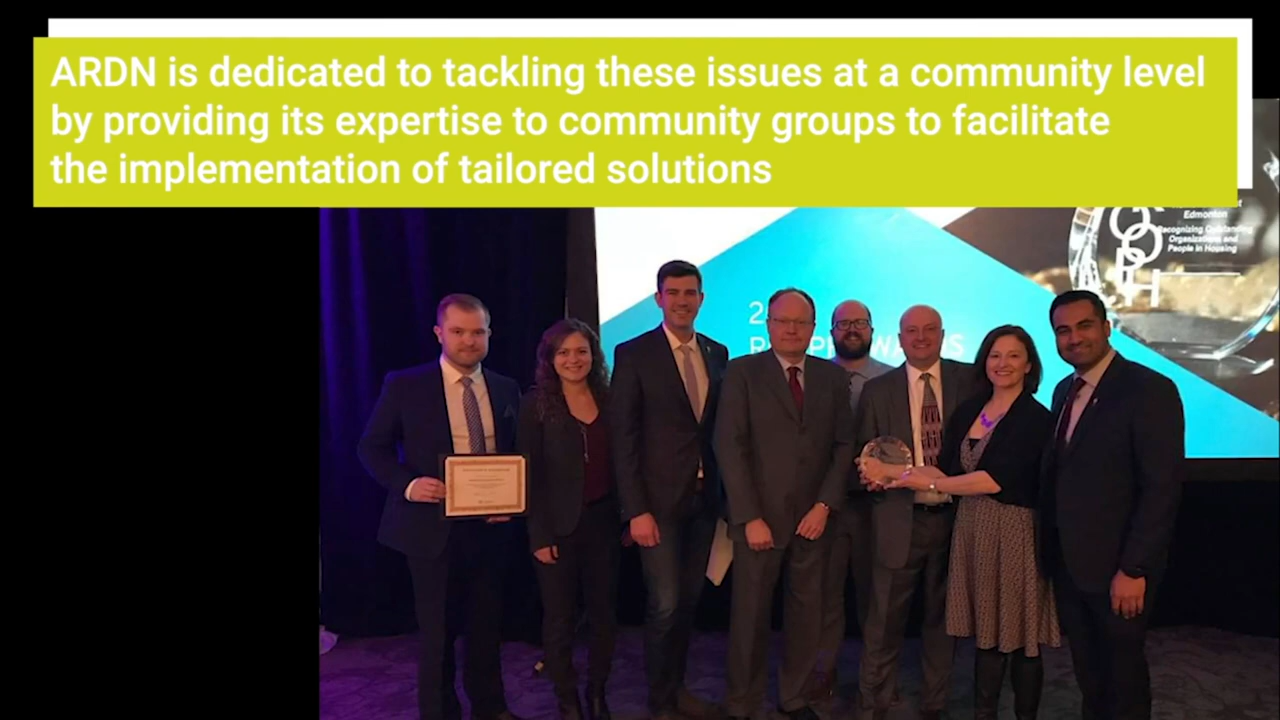 ARDN is dedicated to tackling these issues at a community level
by providing its expertise to community groups to facilitate
the implementation of tailored solutions
Edmonton
Recognizing Outstanding
Organizations and
People in Housing